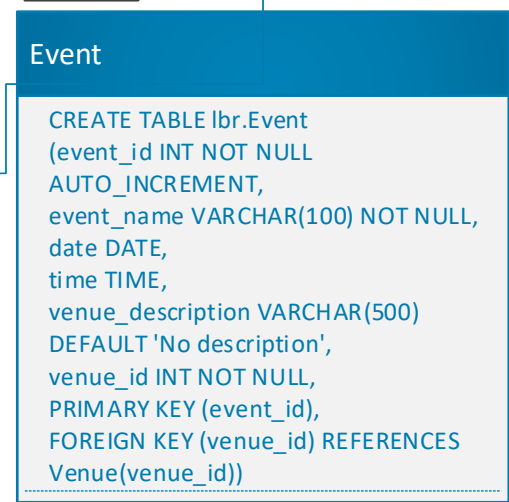 Event
CREATE TABLE lbr.Event
(event_id INT NOT NULL
AUTO_INCREMENT,
event_name VARCHAR(100) NOT NULL,
date DATE,
time TIME,
venue_description VARCHAR(500)
DEFAULT 'No description',
venue_id INT NOT NULL,
PRIMARY KEY (event_id),
FOREIGN KEY (venue_id) REFERENCES
Venue(venue_id))